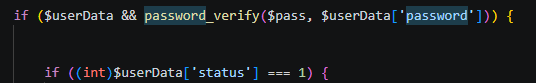 if ($userData && password_verify($pass, $userData['password'])) {
if ((int)$userData['status'] === 1) {